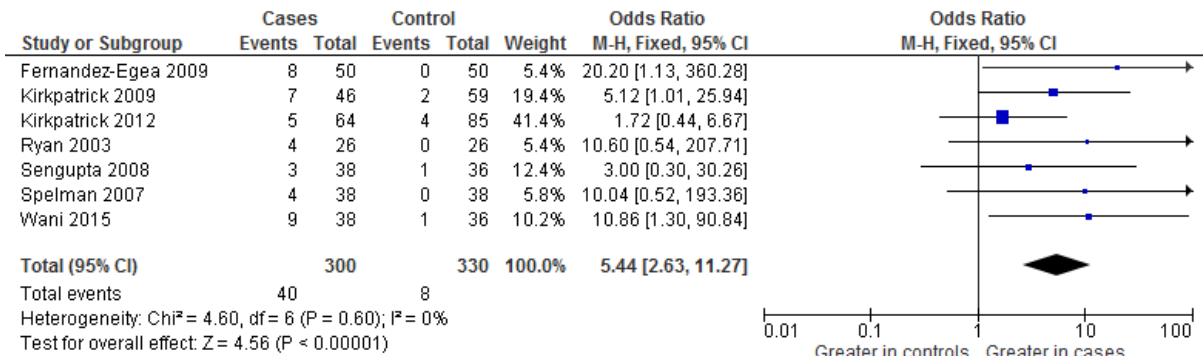 Cases Control Odds Ratio Odds Ratio
Study or Subgroup Events Total Events Total Weight M-H, Fixed, 95% CI M-H, Fixed, 95% CI
Fernandez-Egea 2009 8 50 0 50 5.4% 20.20 [1.13, 360.28]
Kirkpatrick 2009 7 46 2 59 19.4% 5.12 [1.01, 25.94]
Kirkpatrick 2012 5 64 4 85 41.4% 1.72 [0.44, 6.67]
Ryan 2003 4 26 0 26 5.4% 10.60 [0.54, 207.71]
Sengupta 2008 3 38 1 36 12.4% 3.00 [0.30, 30.26]
Spelman 2007 4 38 0 38 5.8% 10.04 [0.52, 193.36]
Wani 2015 9 38 1 36 10.2% 10.86 [1.30, 90.84]
Total (95% CI) 300 330 100.0% 5.44 [2.63, 11.27]
Total events 40 8
Heterogeneity: Chi² = 4.60, df = 6 (P = 0.60); I² = 0%
Test for overall effect: Z = 4.56 (P < 0.00001)
0.01 0.1 1 10 100
Greater in controls Greater in cases